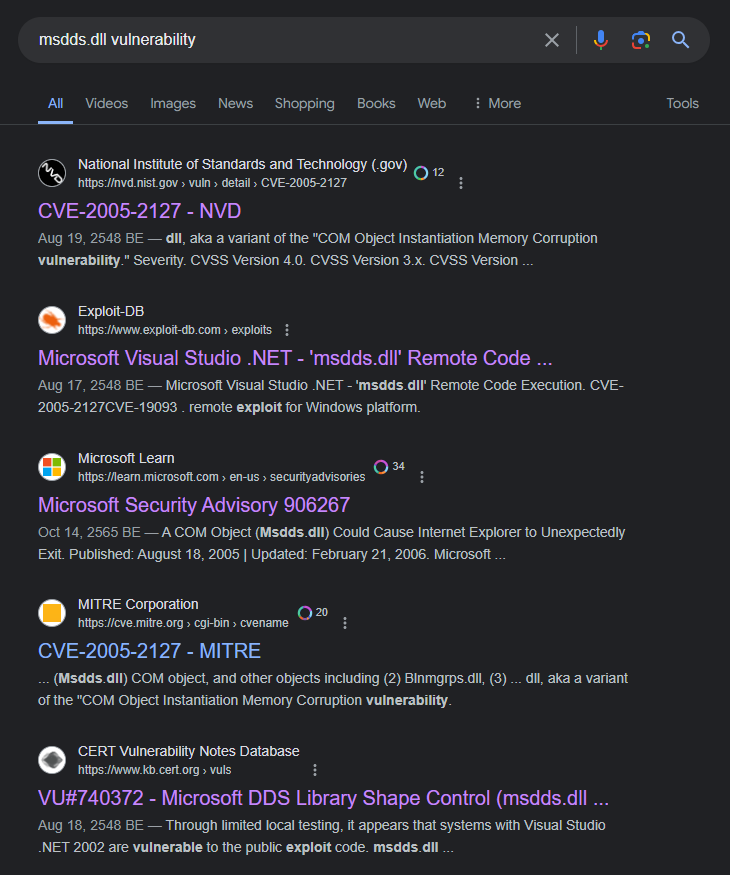 msdds.dll vulnerability
All Videos Images News Shopping Books Web More Tools
National Institute of Standards and Technology (.gov) 12
https://nvd.nist.gov › vuln › detail › CVE-2005-2127
CVE-2005-2127 - NVD
Aug 19, 2548 BE — dll, aka a variant of the "COM Object Instantiation Memory Corruption
vulnerability." Severity. CVSS Version 4.0. CVSS Version 3.x. CVSS Version ...
Exploit-DB
https://www.exploit-db.com › exploits
Microsoft Visual Studio .NET - 'msdds.dll' Remote Code ...
Aug 17, 2548 BE — Microsoft Visual Studio .NET - 'msdds.dll' Remote Code Execution. CVE-
2005-2127CVE-19093 . remote exploit for Windows platform.
Microsoft Learn 34
https://learn.microsoft.com › en-us › securityadvisories
Microsoft Security Advisory 906267
Oct 14, 2565 BE — A COM Object (Msdds.dll) Could Cause Internet Explorer to Unexpectedly
Exit. Published: August 18, 2005 | Updated: February 21, 2006. Microsoft ...
MITRE Corporation 20
https://cve.mitre.org › cgi-bin › cvename
CVE-2005-2127 - MITRE
... (Msdds.dll) COM object, and other objects including (2) Blnmgrps.dll, (3) ... dll, aka a variant
of the "COM Object Instantiation Memory Corruption vulnerability.
CERT Vulnerability Notes Database
https://www.kb.cert.org › vuls
VU#740372 - Microsoft DDS Library Shape Control (msdds.dll ...
Aug 18, 2548 BE — Through limited local testing, it appears that systems with Visual Studio
.NET 2002 are vulnerable to the public exploit code. msdds.dll ...